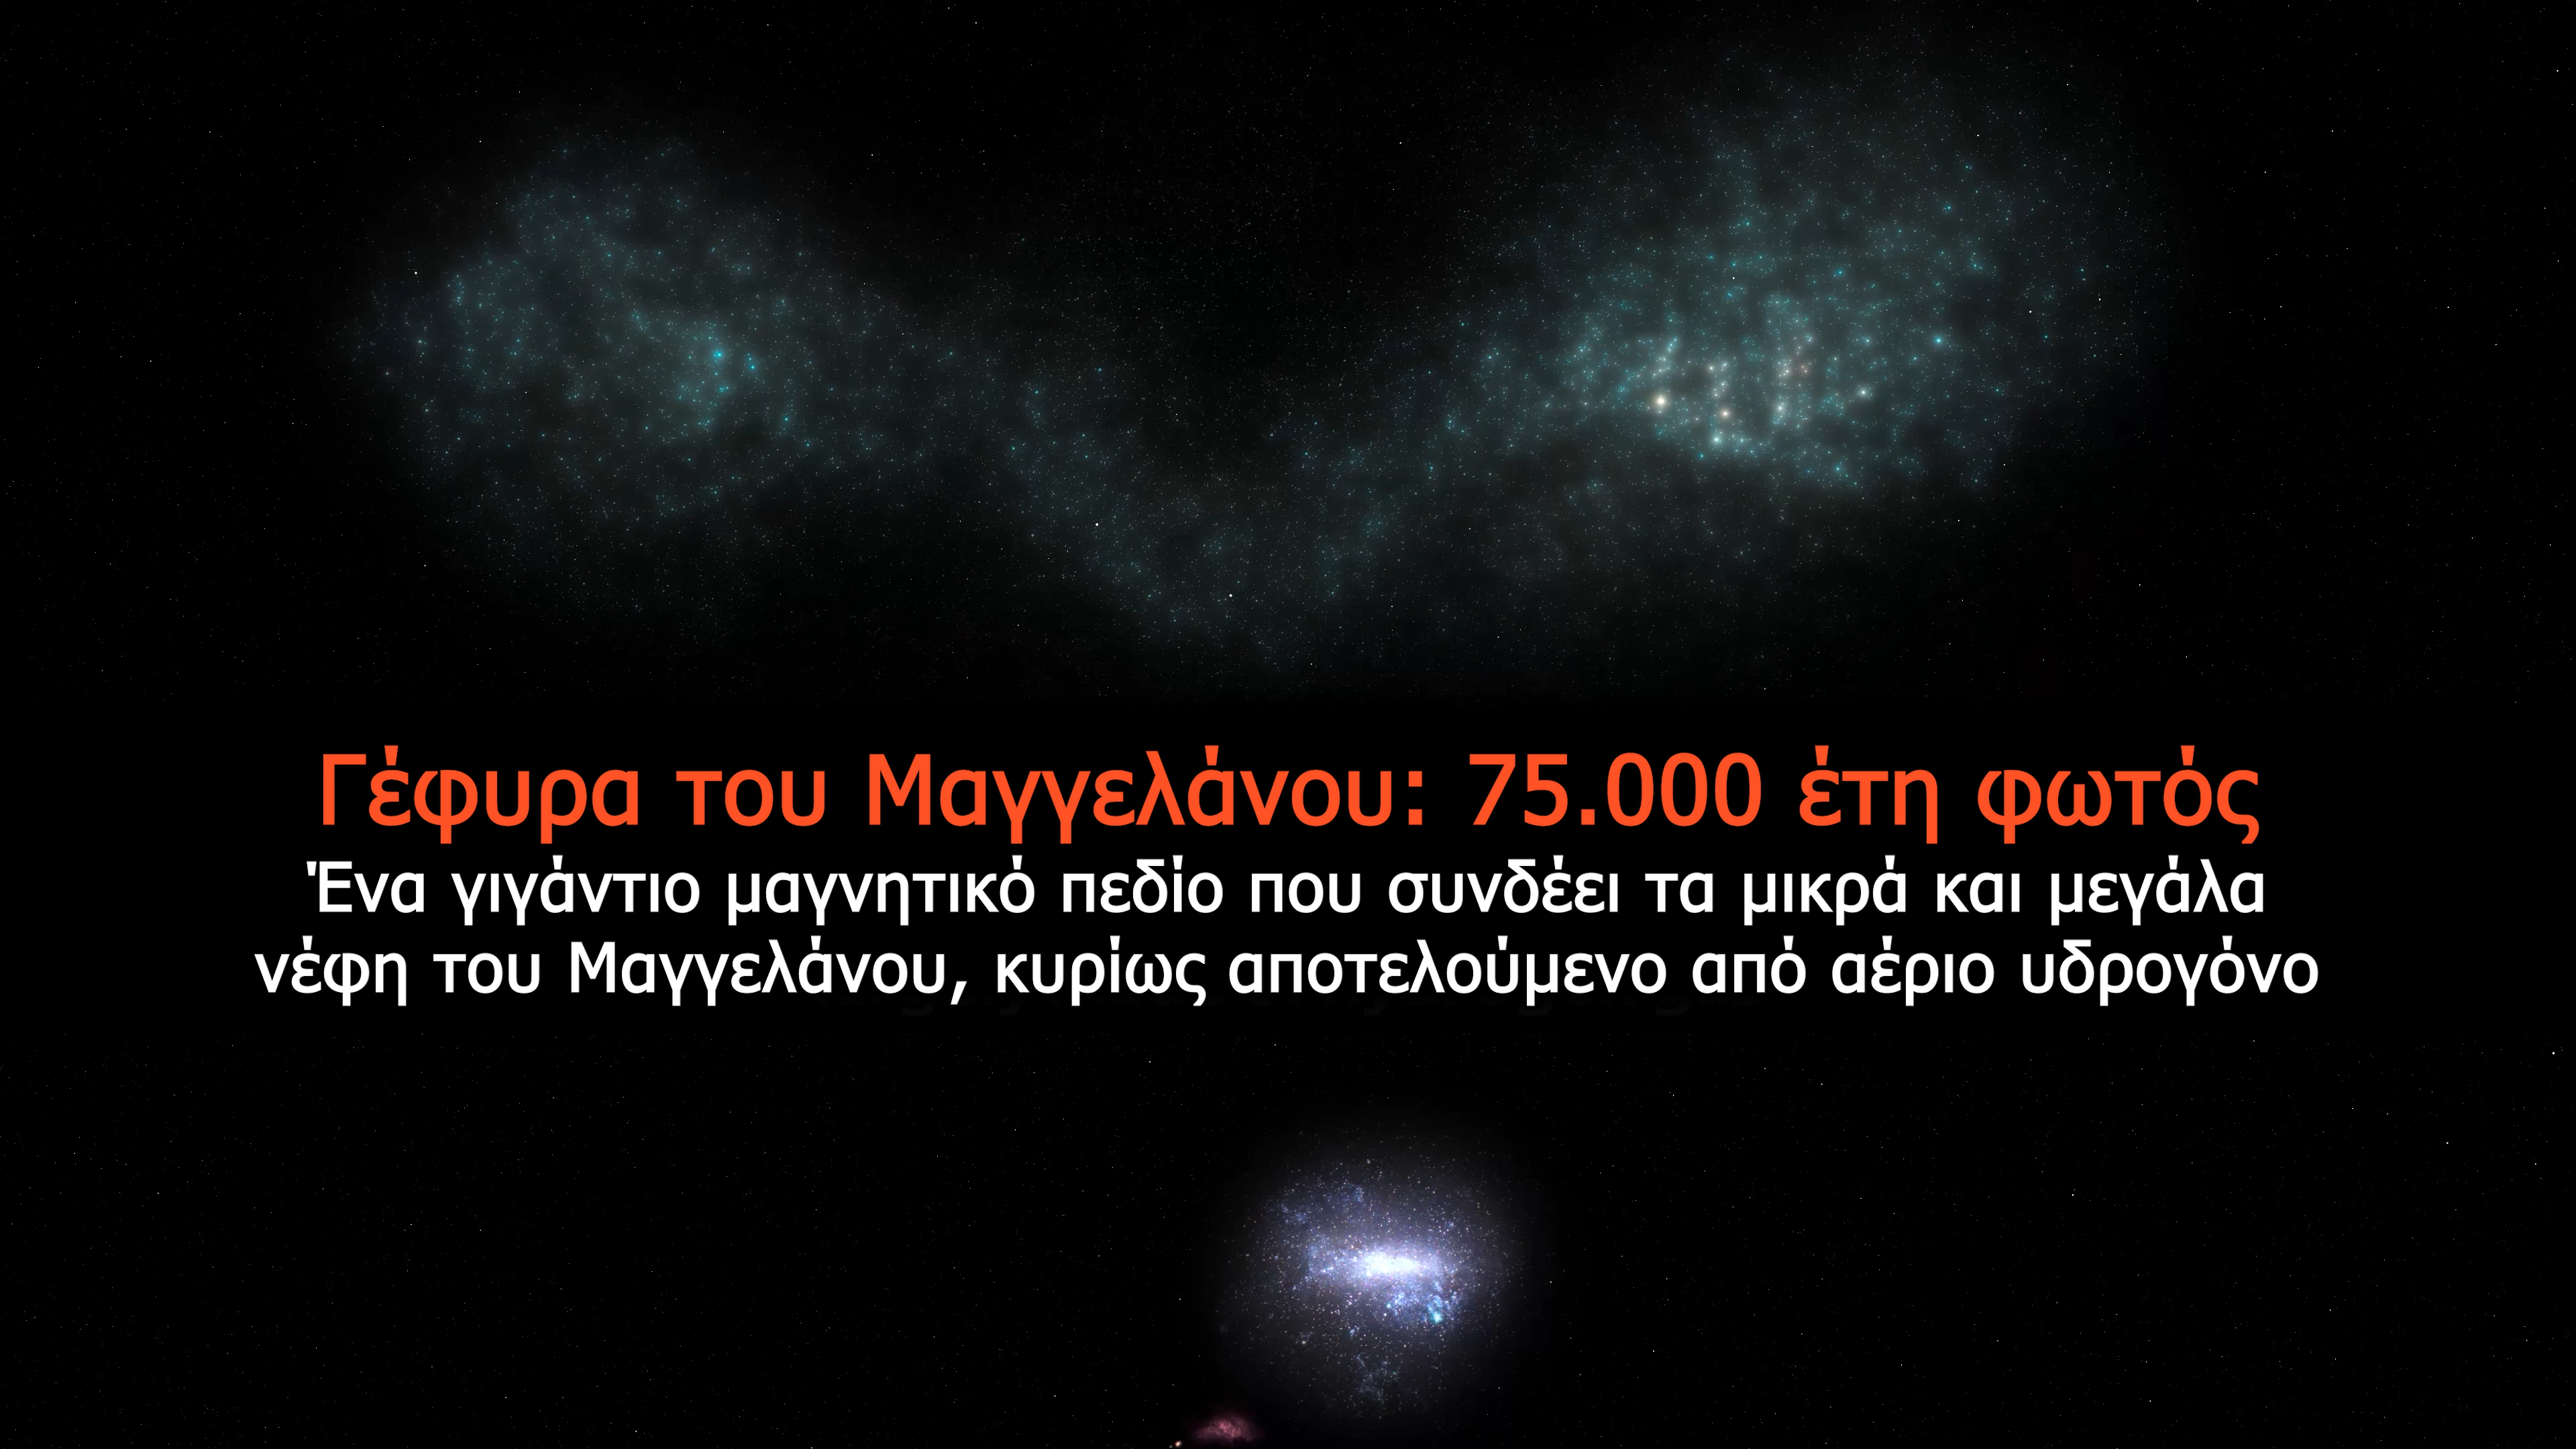 Γέφυρα του Μαγγελάνου: 75.000 έτη φωτός
Ένα γιγάντιο μαγνητικό πεδίο που συνδέει τα μικρά και μεγάλα
νέφη του Μαγγελάνου, κυρίως αποτελούμενο από αέριο υδρογόνο